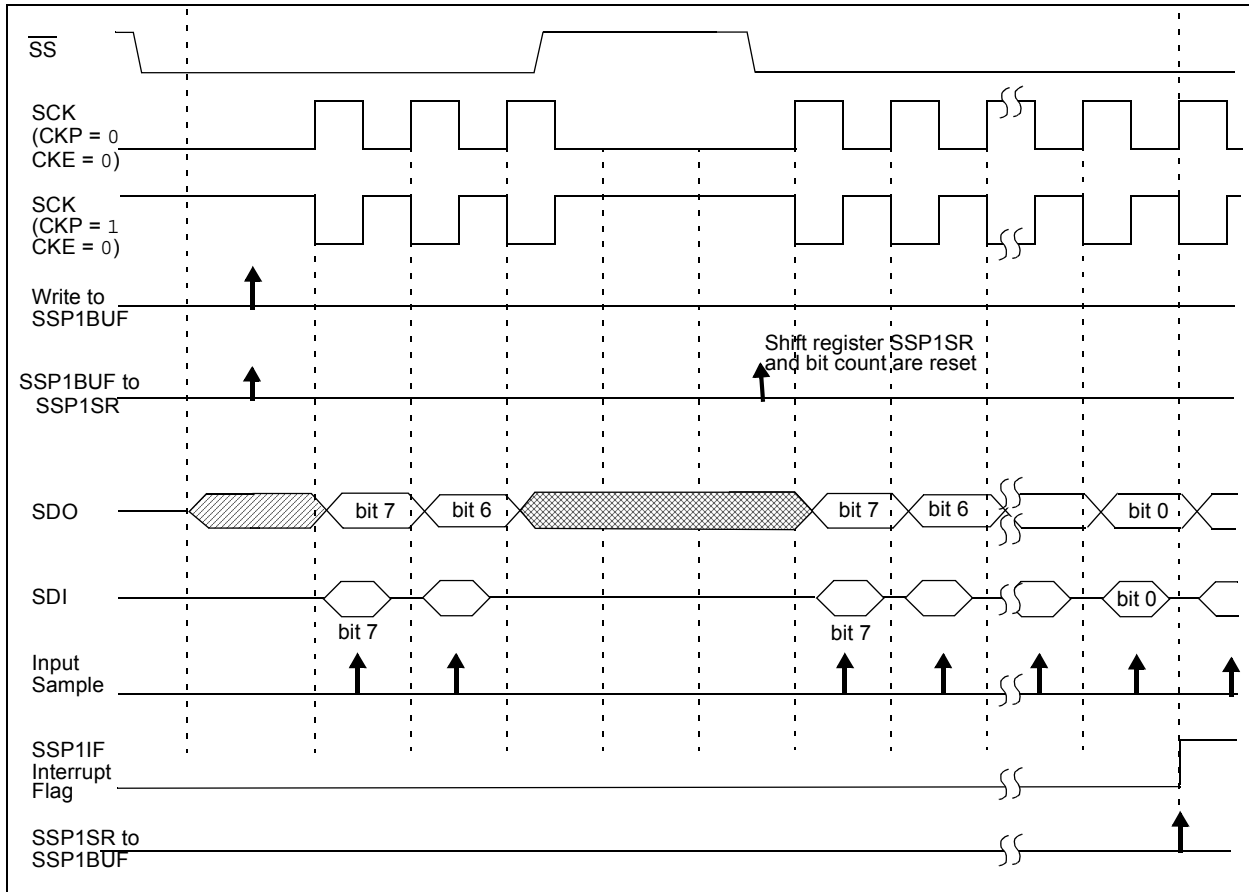 SS
SCK
(CKP = 0
CKE = 0)
SCK
(CKP = 1
CKE = 0)
Write to
SSP1BUF
Shift register SSP1SR
and bit count are reset
SSP1BUF to
SSP1SR
SDO
bit 7
bit 6
bit 7
bit 6
bit 0
SDI
bit 0
bit 7
bit 7
Input
Sample
SSP1IF
Interrupt
Flag
SSP1SR to
SSP1BUF